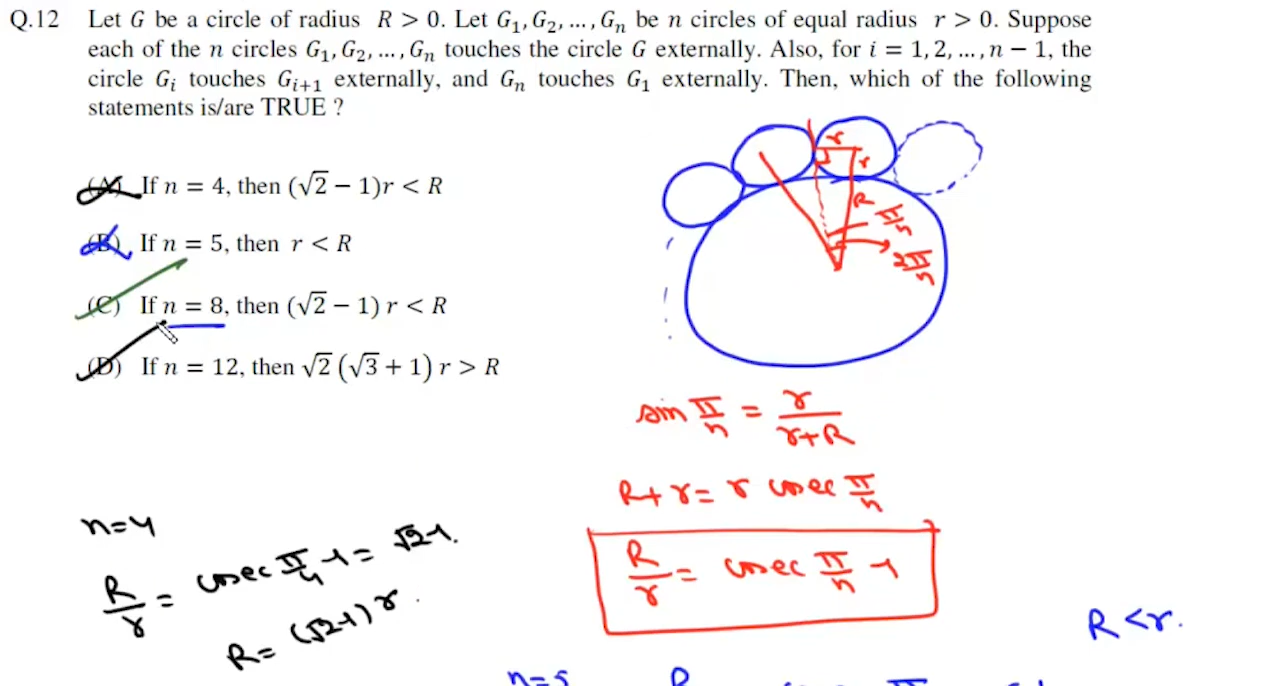 Q.12 Let G be a circle of radius R > 0. Let G₁, G₂, ..., Gₙ be n circles of equal radius r > 0. Suppose
each of the n circles G₁, G₂, ..., Gₙ touches the circle G externally. Also, for i = 1, 2, ..., n − 1, the
circle Gᵢ touches Gᵢ₊₁ externally, and Gₙ touches G₁ externally. Then, which of the following
statements is/are TRUE ?
(A) If n = 4, then (√2 − 1)r < R
(B) If n = 5, then r < R
(C) If n = 8, then (√2 − 1) r < R
(D) If n = 12, then √2 (√3 + 1) r > R
r
r
R
π/n
2π/n
sin π/n = r/(r+R)
R+r = r cosec π/n
R/r = cosec π/n -1
n=4
R/r = cosec π/4 -1 = √2-1.
R = (√2-1) r.
R < r.
n=5